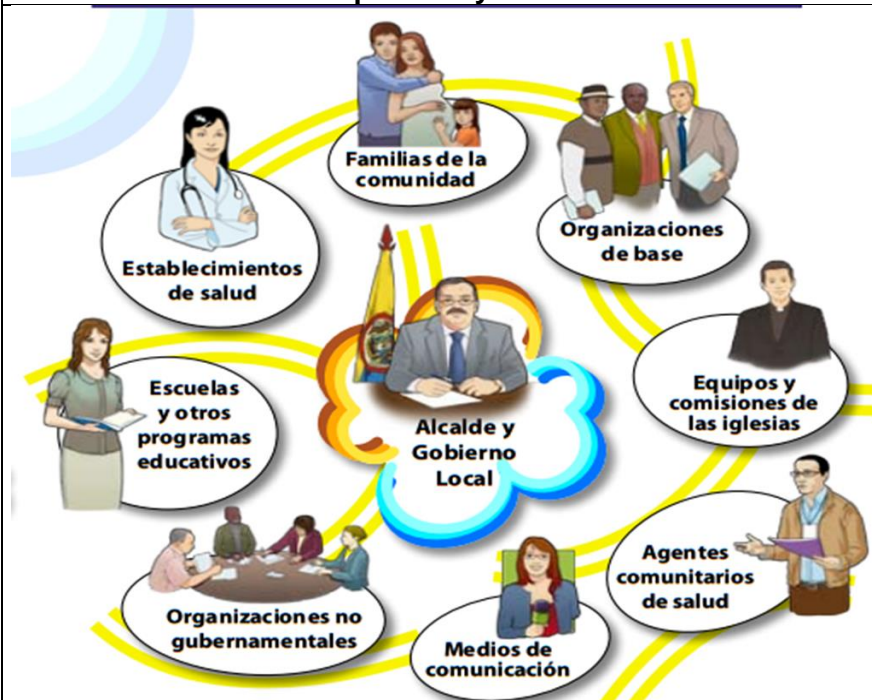 Familias de la
comunidad
Organizaciones
de base
Establecimientos
de salud
Equipos y
comisiones de
las iglesias
Escuelas
y otros
programas
educativos
Alcalde y
Gobierno
Local
Agentes
comunitarios
de salud
Organizaciones no
gubernamentales
Medios de
comunicación